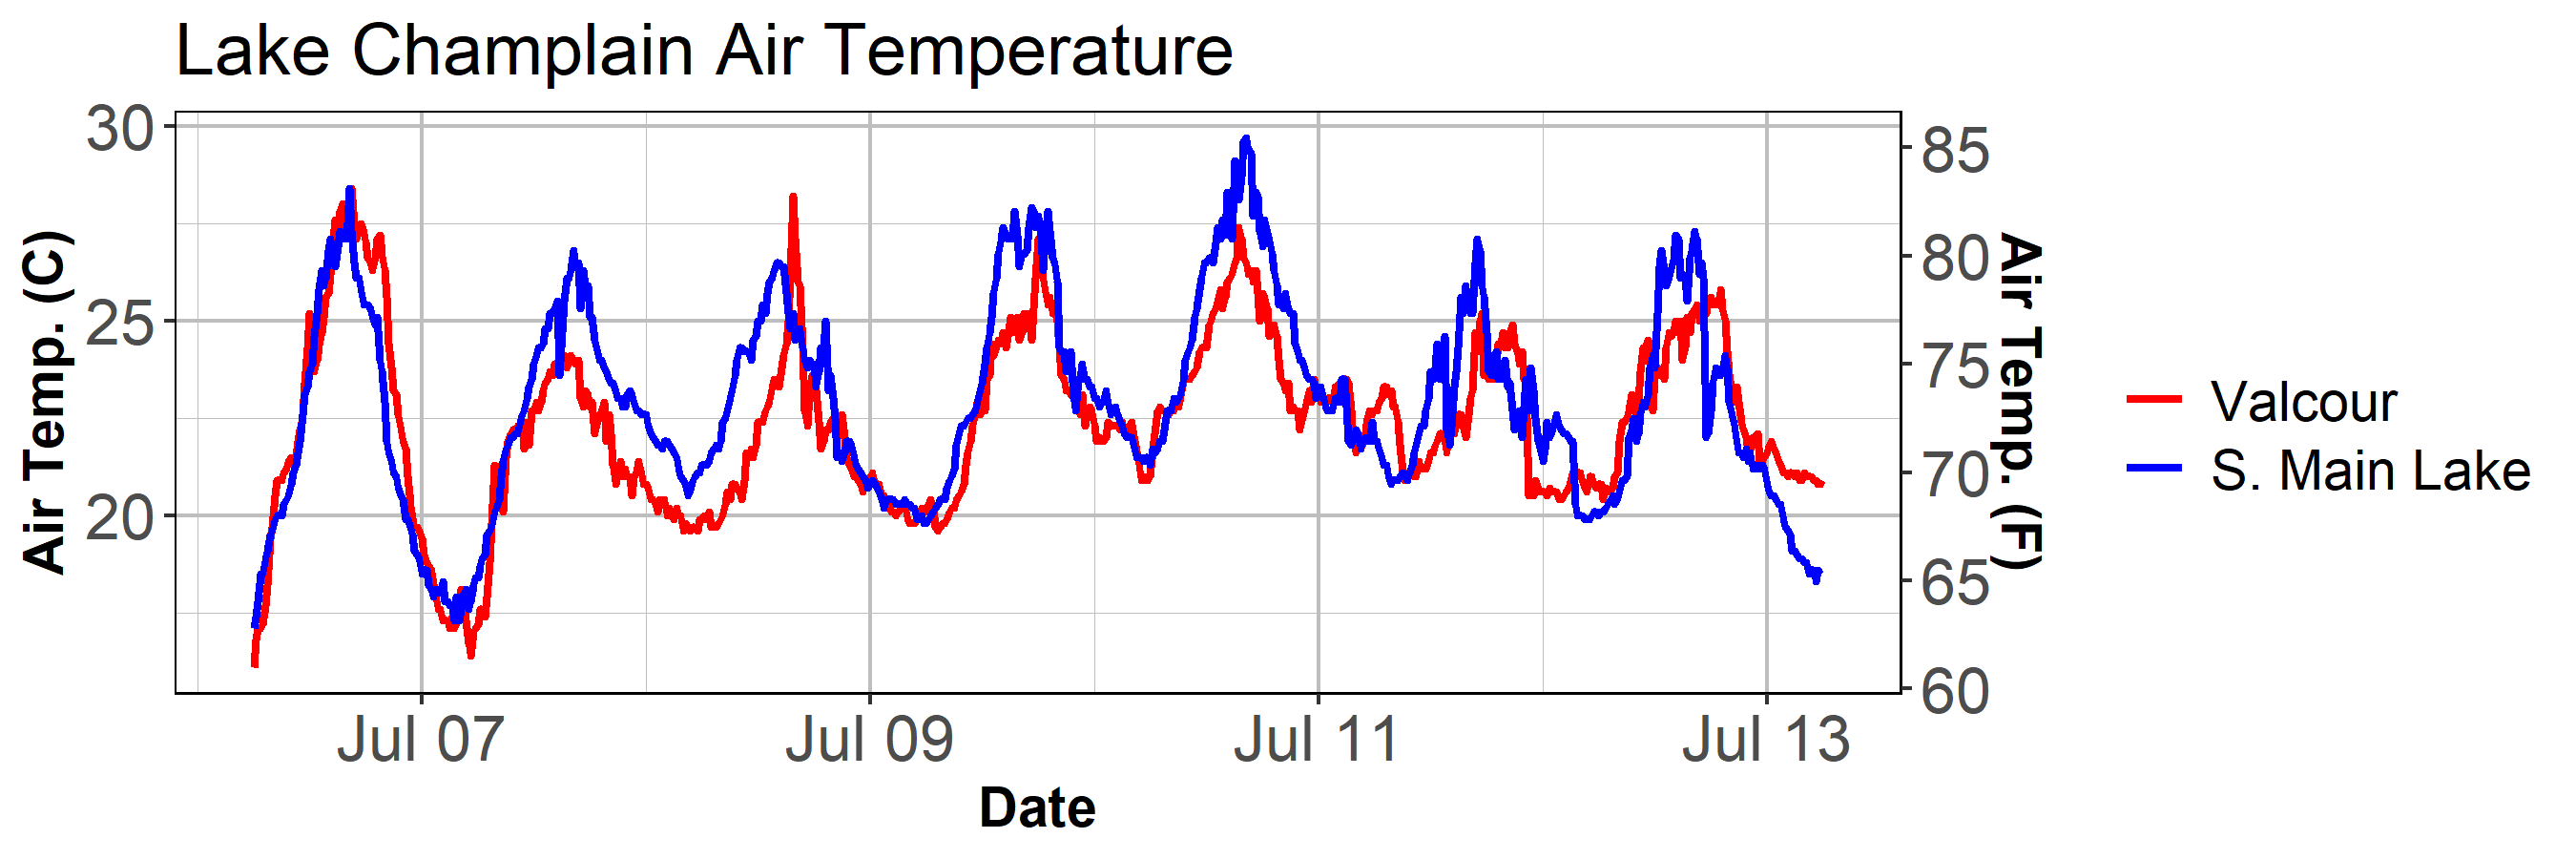 Lake Champlain Air Temperature
Air Temp. (C)
30
25
20
85
80
75
70
65
60
Air Temp. (F)
Jul 07
Jul 09
Jul 11
Jul 13
Date
Valcour
S. Main Lake